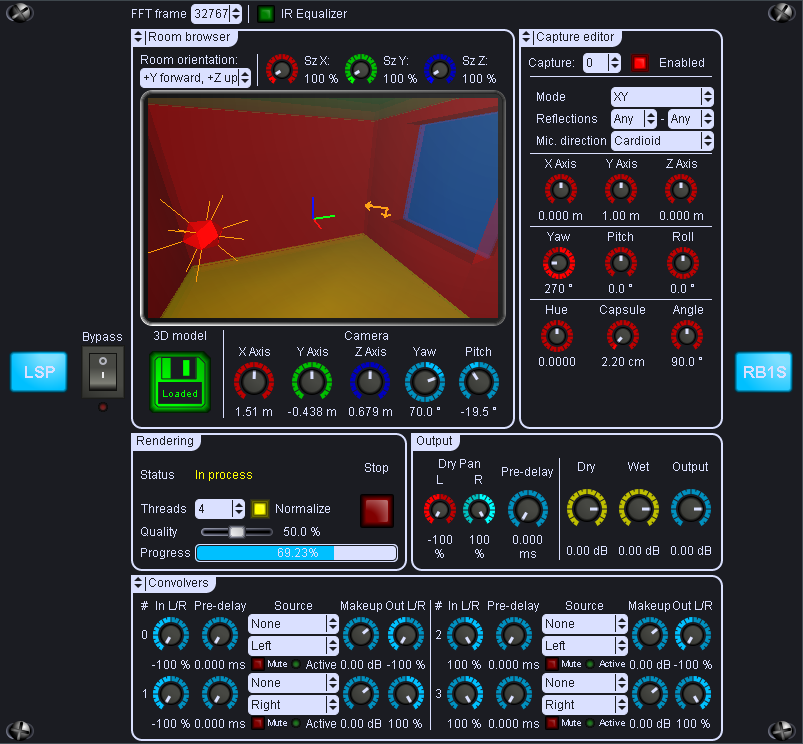 FFT frame 32767 IR Equalizer
Room browser
Room orientation:
+Y forward, +Z up
Sz X:
100 %
Sz Y:
100 %
Sz Z:
100 %
3D model
Loaded
Camera
X Axis Y Axis Z Axis Yaw Pitch
1.51 m -0.438 m 0.679 m 70.0 ° -19.5 °
Capture editor
Capture: 0 Enabled
Mode XY
Reflections Any - Any
Mic. direction Cardioid
X Axis Y Axis Z Axis
0.000 m 1.00 m 0.000 m
Yaw Pitch Roll
270 ° 0.0 ° 0.0 °
Hue Capsule Angle
0.0000 2.20 cm 90.0 °
LSP
Bypass
RB1S
Rendering
Status In process
Stop
Threads 4 Normalize
Quality 50.0 %
Progress 69.23%
Output
Dry Pan
L R
-100 % 100 %
Pre-delay
0.000 ms
Dry Wet Output
0.00 dB 0.00 dB 0.00 dB
Convolvers
# In L/R Pre-delay Source Makeup Out L/R
0 None
Left
-100 % 0.000 ms Mute Active 0.00 dB -100 %
1 None
Right
-100 % 0.000 ms Mute Active 0.00 dB 100 %
# In L/R Pre-delay Source Makeup Out L/R
2 None
Left
100 % 0.000 ms Mute Active 0.00 dB -100 %
3 None
Right
100 % 0.000 ms Mute Active 0.00 dB 100 %